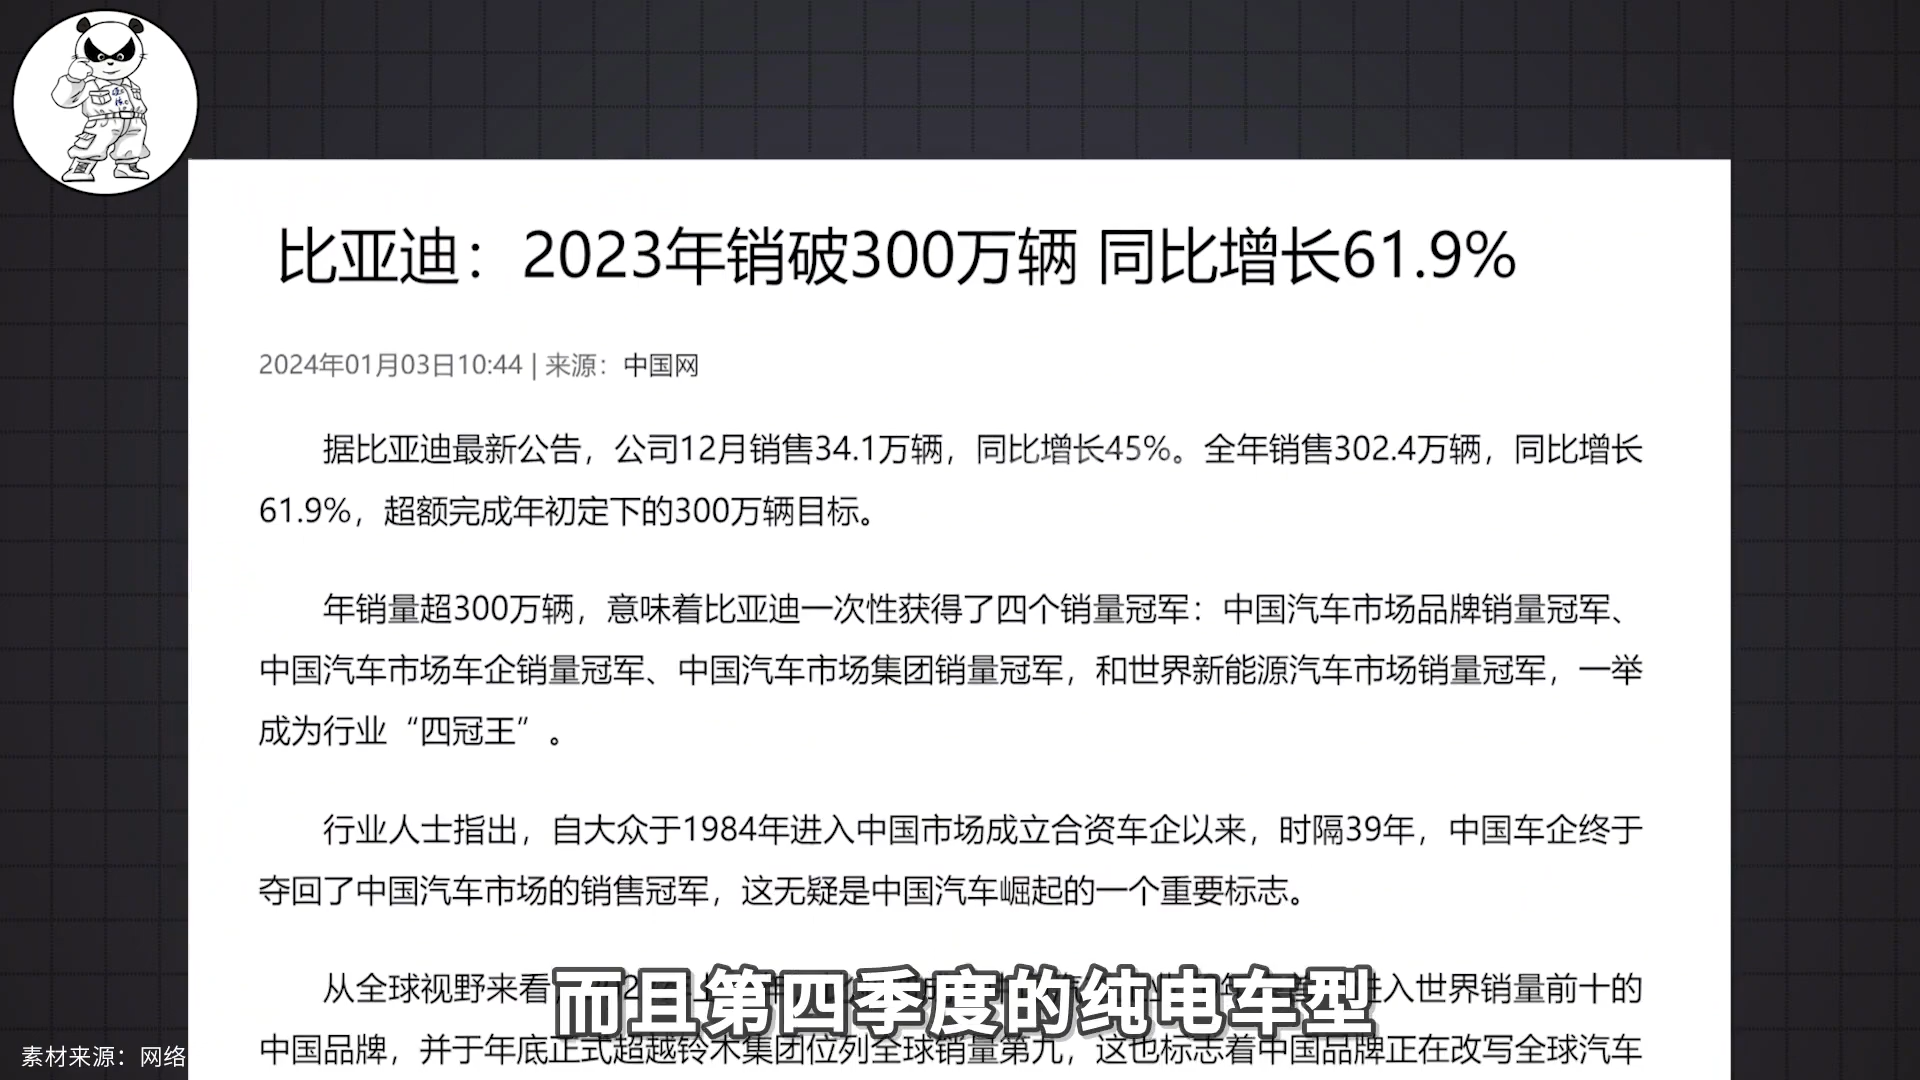 比亚迪：2023年销破300万辆 同比增长61.9%
2024年01月03日10:44 | 来源：中国网
据比亚迪最新公告，公司12月销售34.1万辆，同比增长45%。全年销售302.4万辆，同比增长
61.9%，超额完成年初定下的300万辆目标。
年销量超300万辆，意味着比亚迪一次性获得了四个销量冠军：中国汽车市场品牌销量冠军、
中国汽车市场车企销量冠军、中国汽车市场集团销量冠军，和世界新能源汽车市场销量冠军，一举
成为行业“四冠王”。
行业人士指出，自大众于1984年进入中国市场成立合资车企以来，时隔39年，中国车企终于
夺回了中国汽车市场的销售冠军，这无疑是中国汽车崛起的一个重要标志。
从全球视野来看 进入世界销量前十的
而且第四季度的纯电车型
中国品牌，并于年底正式超越铃木集团位列全球销量第九，这也标志着中国品牌正在改写全球汽车
素材来源：网络